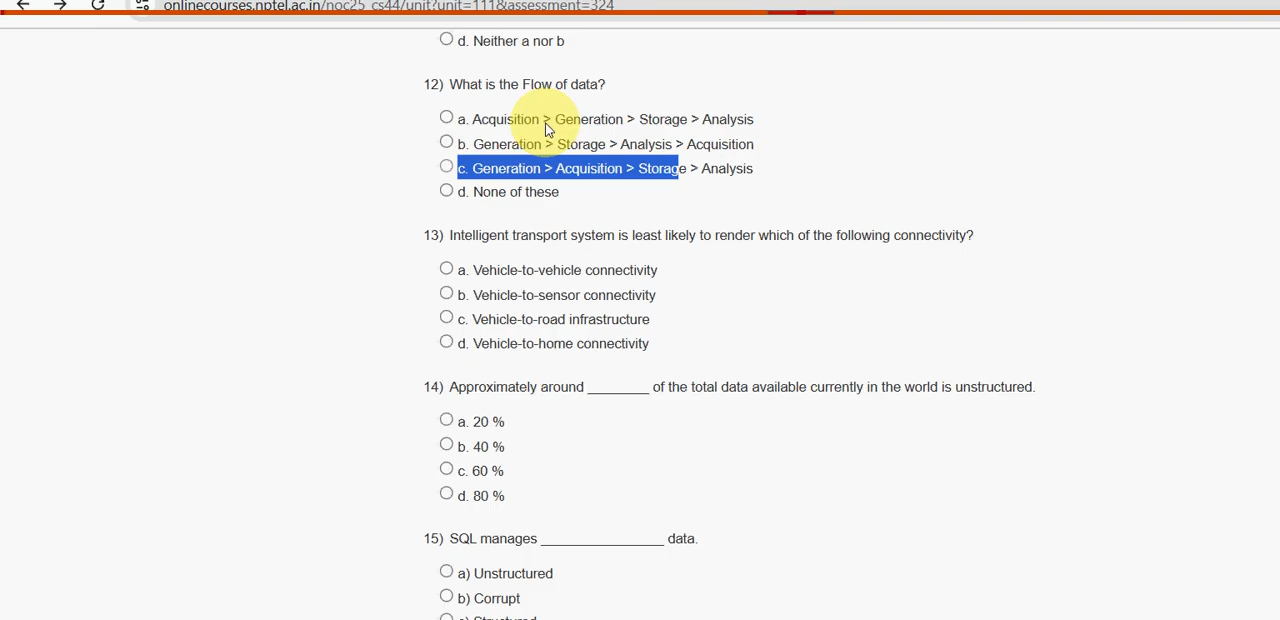 onlinecourses.nptel.ac.in/noc25_cs44/unit?unit=111&assessment=324
d. Neither a nor b
12) What is the Flow of data?
a. Acquisition > Generation > Storage > Analysis
b. Generation > Storage > Analysis > Acquisition
c. Generation > Acquisition > Storage > Analysis
d. None of these
13) Intelligent transport system is least likely to render which of the following connectivity?
a. Vehicle-to-vehicle connectivity
b. Vehicle-to-sensor connectivity
c. Vehicle-to-road infrastructure
d. Vehicle-to-home connectivity
14) Approximately around ________ of the total data available currently in the world is unstructured.
a. 20 %
b. 40 %
c. 60 %
d. 80 %
15) SQL manages ________________ data.
a) Unstructured
b) Corrupt
c) Structured